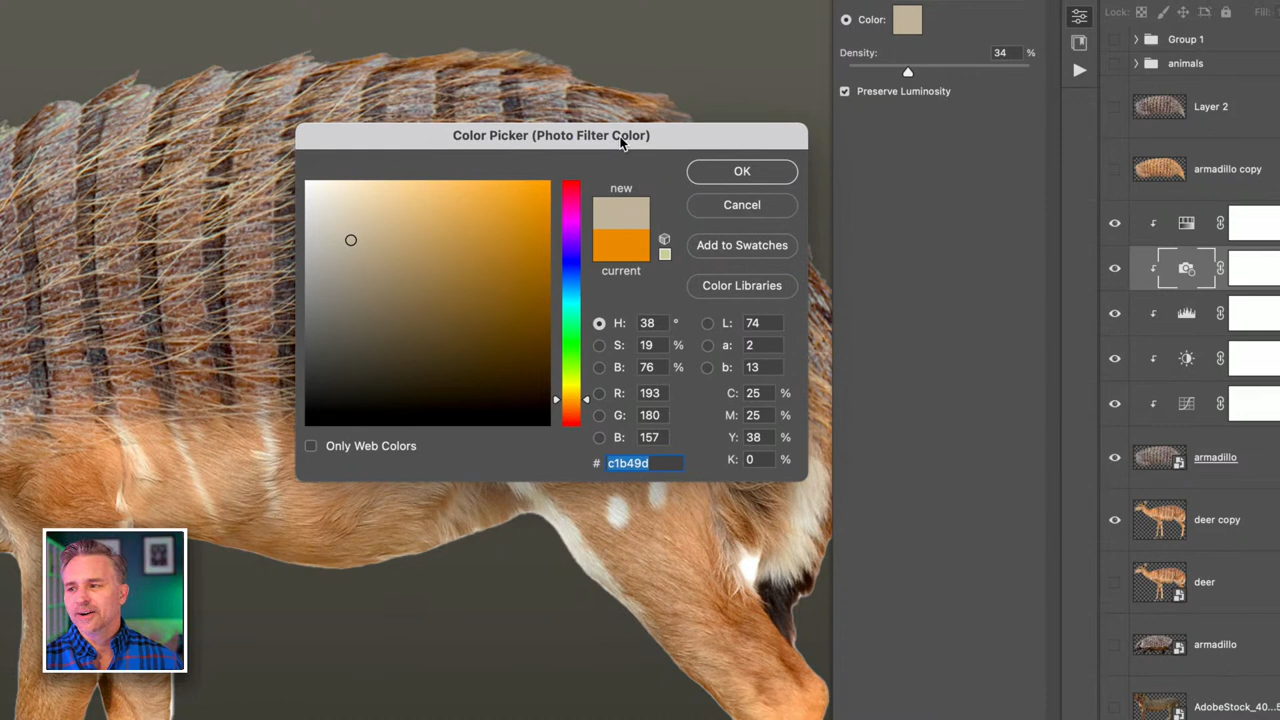 Color:
Density:
34
%
Preserve Luminosity
Lock:
Fill:
Group 1
animals
Layer 2
armadillo copy
armadillo
deer copy
deer
armadillo
AdobeStock_40...5
Color Picker (Photo Filter Color)
new
current
OK
Cancel
Add to Swatches
Color Libraries
H: 38 °
S: 19 %
B: 76 %
R: 193
G: 180
B: 157
# c1b49d
L: 74
a: 2
b: 13
C: 25 %
M: 25 %
Y: 38 %
K: 0 %
Only Web Colors